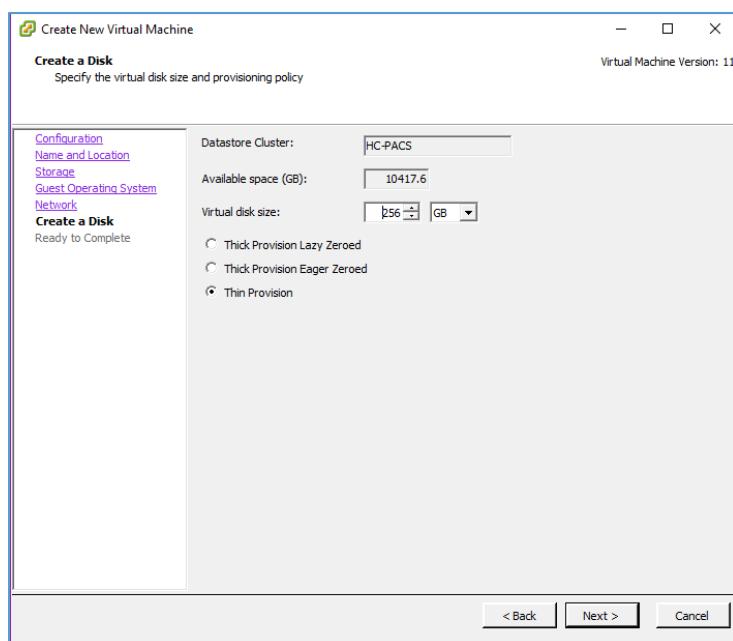 Create New Virtual Machine
Create a Disk
Specify the virtual disk size and provisioning policy
Virtual Machine Version: 11
Configuration
Name and Location
Storage
Guest Operating System
Network
Create a Disk
Ready to Complete
Datastore Cluster:
HC-PACS
Available space (GB):
10417.6
Virtual disk size:
256
GB
Thick Provision Lazy Zeroed
Thick Provision Eager Zeroed
Thin Provision
< Back
Next >
Cancel